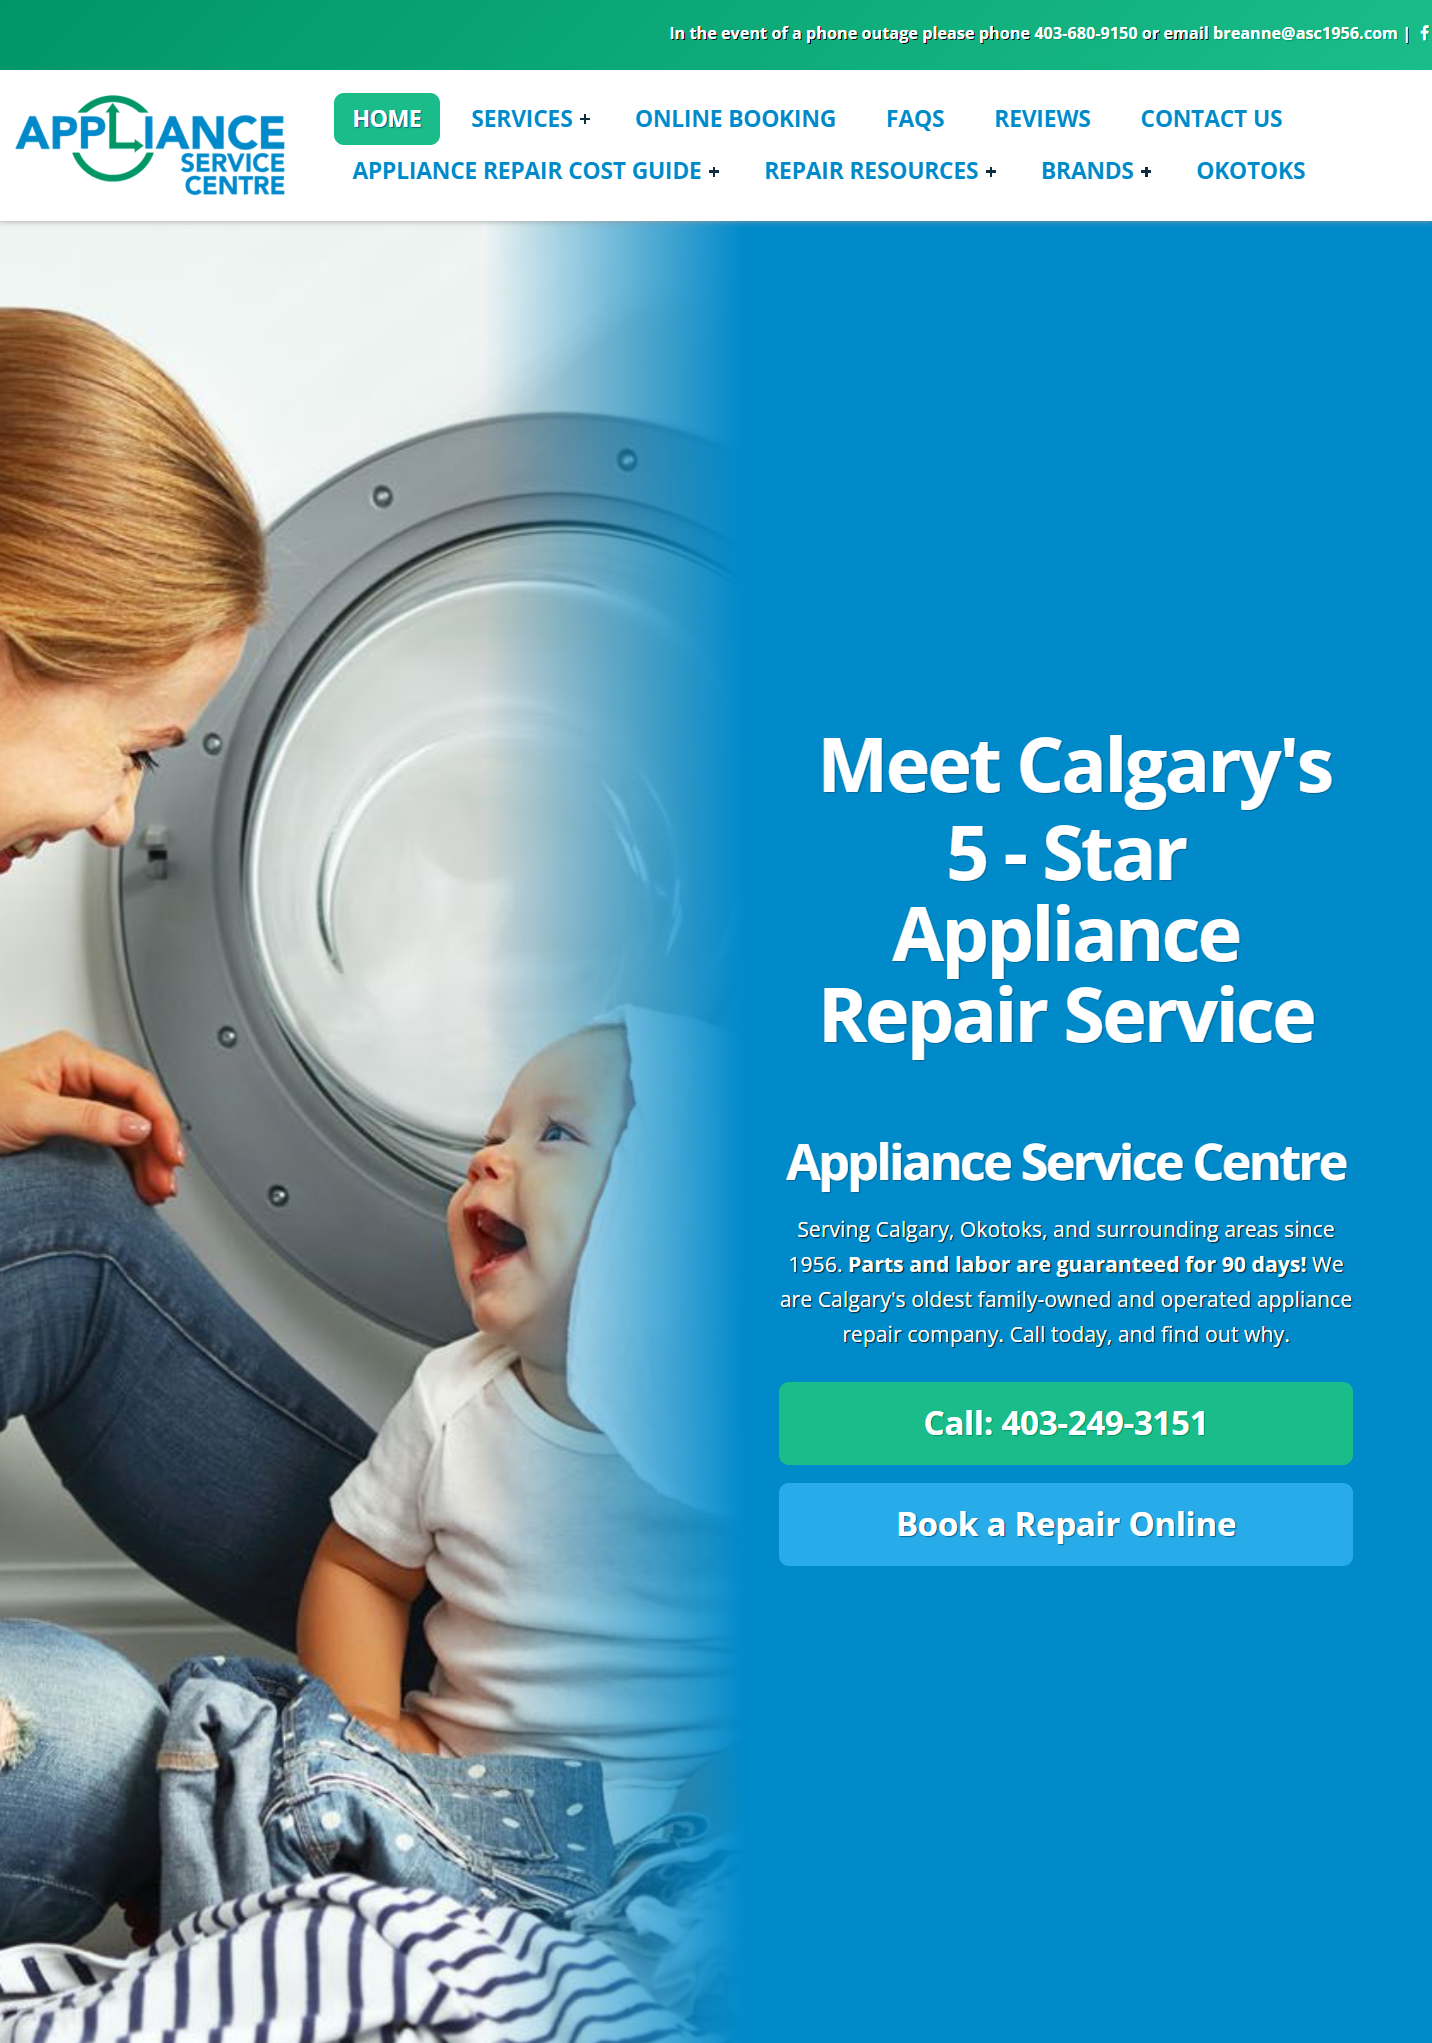 In the event of a phone outage please phone 403-680-9150 or email breanne@asc1956.com |
APPLIANCE
SERVICE
CENTRE
HOME SERVICES + ONLINE BOOKING FAQS REVIEWS CONTACT US
APPLIANCE REPAIR COST GUIDE + REPAIR RESOURCES + BRANDS + OKOTOKS
Meet Calgary's
5 - Star
Appliance
Repair Service
Appliance Service Centre
Serving Calgary, Okotoks, and surrounding areas since
1956. Parts and labor are guaranteed for 90 days! We
are Calgary's oldest family-owned and operated appliance
repair company. Call today, and find out why.
Call: 403-249-3151
Book a Repair Online